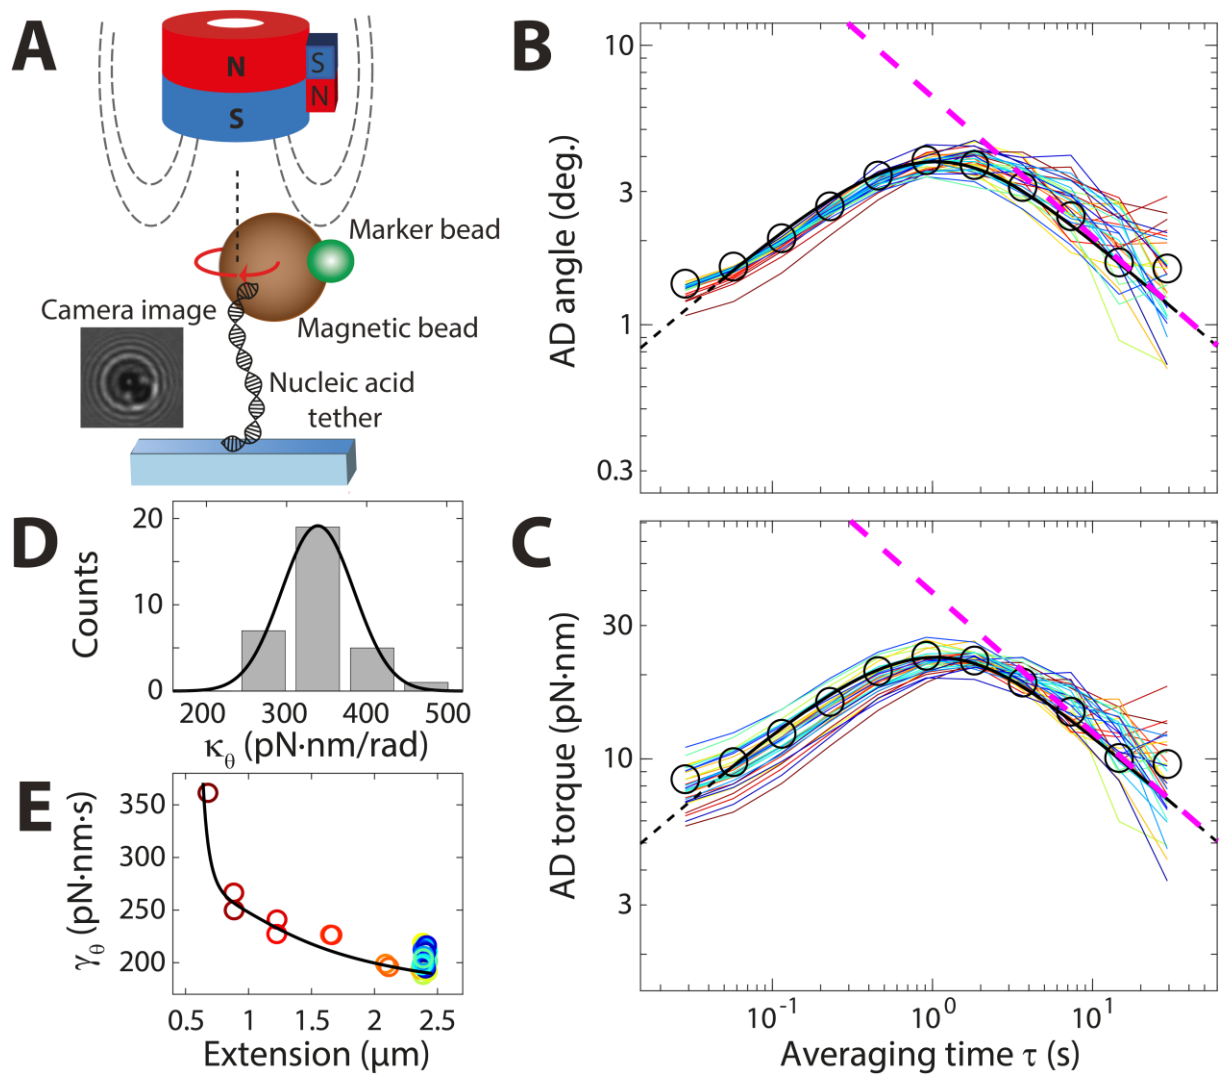 A
N
S
S
N
Marker bead
Camera image
Magnetic bead
Nucleic acid
tether
B
10
3
1
0.3
AD angle (deg.)
D
20
10
0
Counts
200 300 400 500
κθ (pN·nm/rad)
C
30
10
3
AD torque (pN·nm)
10⁻¹ 10⁰ 10¹
Averaging time τ (s)
E
350
300
250
200
γθ (pN·nm·s)
0.5 1 1.5 2 2.5
Extension (μm)